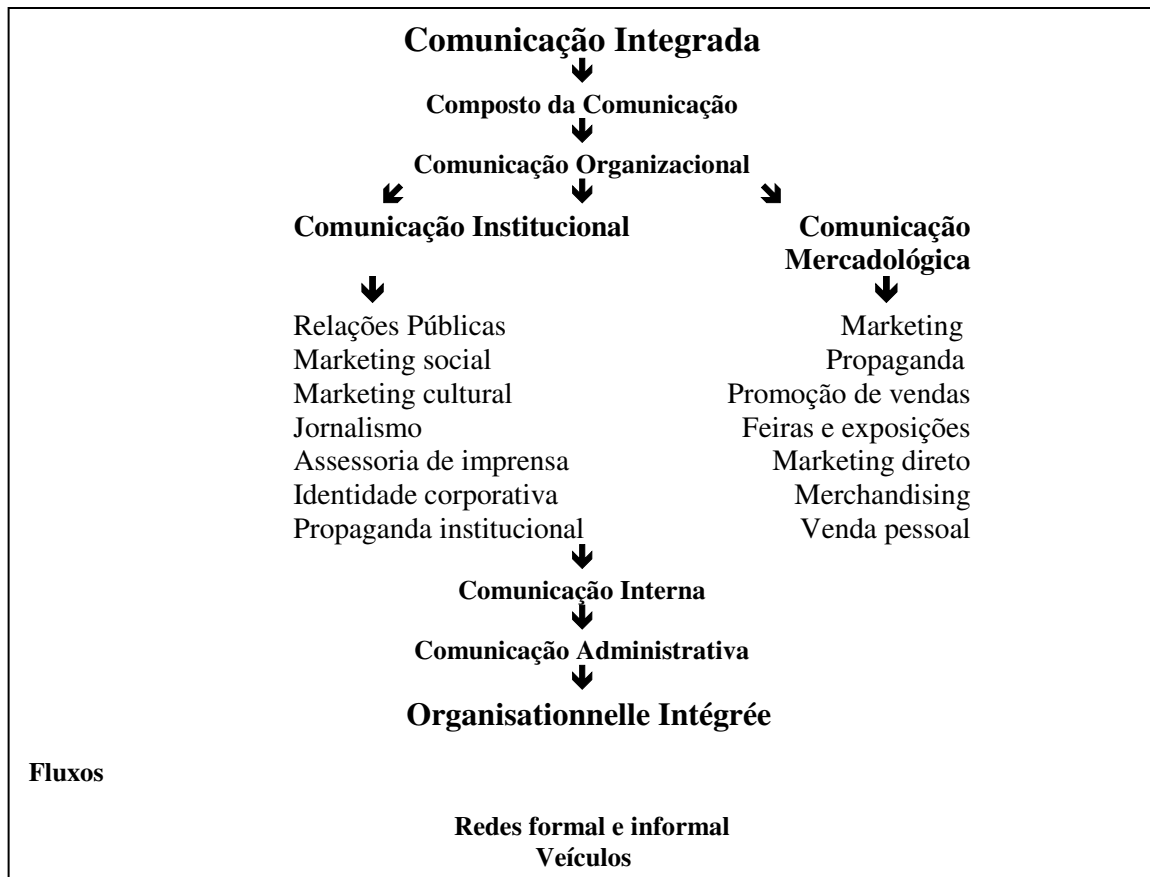 Comunicação Integrada
Composto da Comunicação
Comunicação Organizacional
Comunicação Institucional
Comunicação
Mercadológica
Relações Públicas
Marketing social
Marketing cultural
Jornalismo
Assessoria de imprensa
Identidade corporativa
Propaganda institucional
Marketing
Propaganda
Promoção de vendas
Feiras e exposições
Marketing direto
Merchandising
Venda pessoal
Comunicação Interna
Comunicação Administrativa
Organisationnelle Intégrée
Fluxos
Redes formal e informal
Veículos